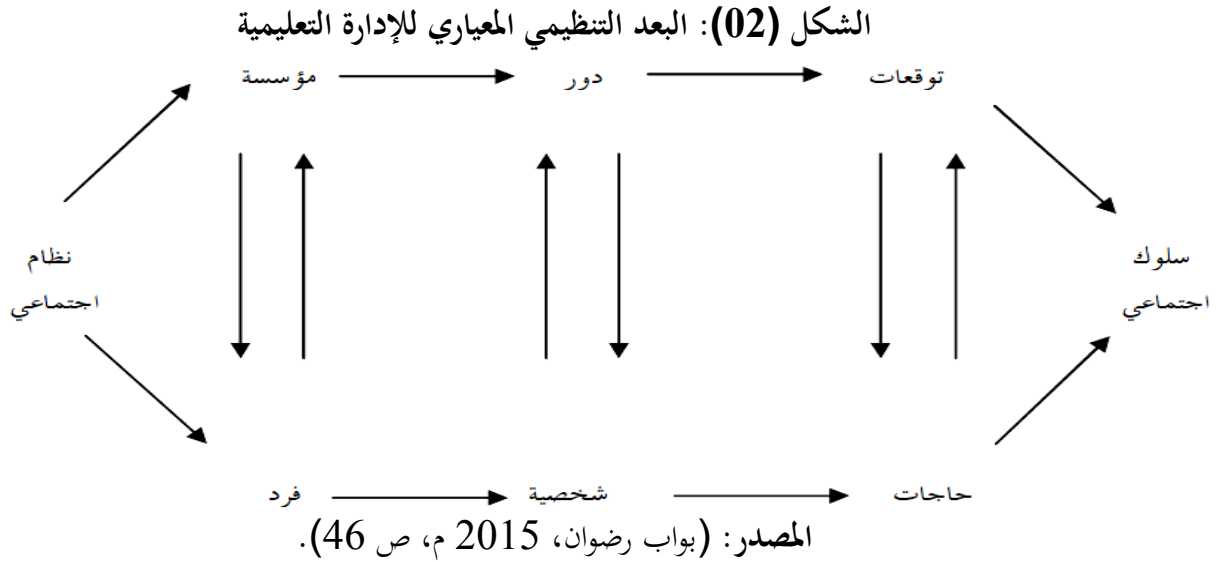 الشكل (02): البعد التنظيمي المعياري للإدارة التعليمية
مؤسسة
دور
توقعات
نظام
اجتماعي
سلوك
اجتماعي
فرد
شخصية
حاجات
المصدر: (بواب رضوان، 2015 م، ص 46).